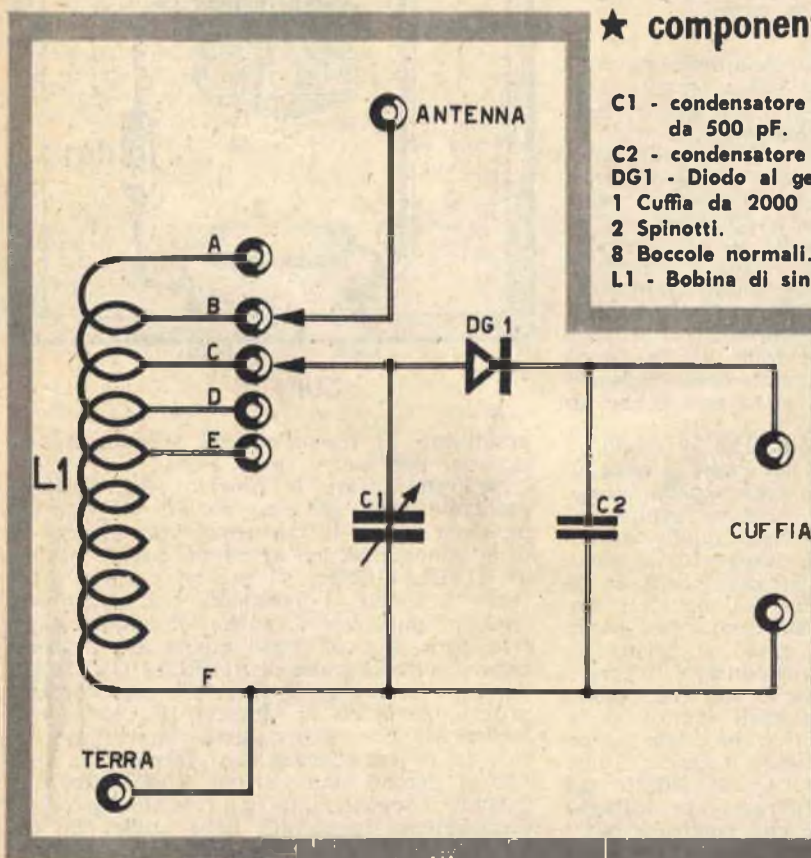 ★ componen
C1 - condensatore
da 500 pF.
C2 - condensatore
DG1 - Diodo al ge
1 Cuffia da 2000
2 Spinotti.
8 Boccole normali.
L1 - Bobina di sin
ANTENNA
A
B
C
D
E
DG 1
L1
C1
C2
CUFFIA
F
TERRA